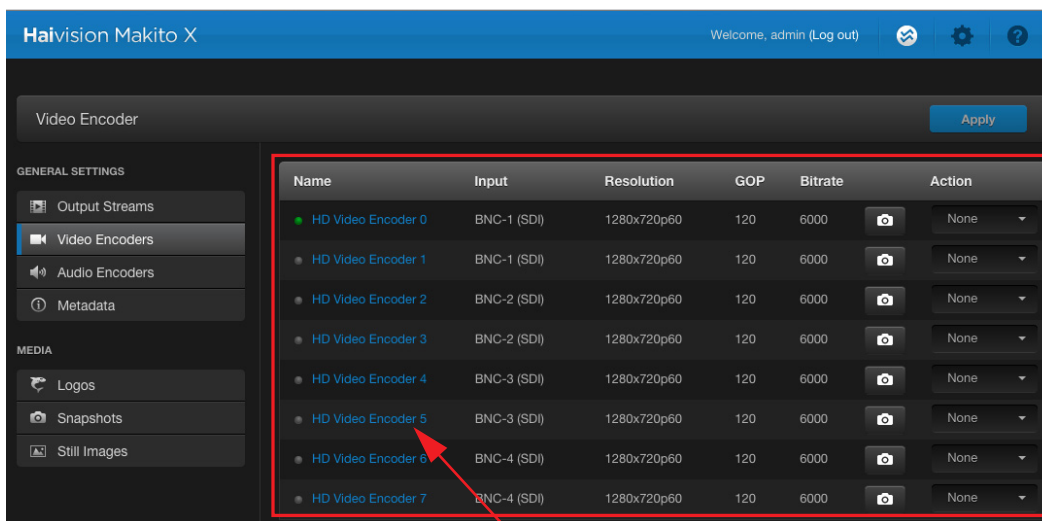 Haivision Makito X
Welcome, admin (Log out)
?
Video Encoder
Apply
GENERAL SETTINGS
Output Streams
Video Encoders
Audio Encoders
Metadata
MEDIA
Logos
Snapshots
Still Images
Name Input Resolution GOP Bitrate Action
HD Video Encoder 0 BNC-1 (SDI) 1280x720p60 120 6000 None
HD Video Encoder 1 BNC-1 (SDI) 1280x720p60 120 6000 None
HD Video Encoder 2 BNC-2 (SDI) 1280x720p60 120 6000 None
HD Video Encoder 3 BNC-2 (SDI) 1280x720p60 120 6000 None
HD Video Encoder 4 BNC-3 (SDI) 1280x720p60 120 6000 None
HD Video Encoder 5 BNC-3 (SDI) 1280x720p60 120 6000 None
HD Video Encoder 6 BNC-4 (SDI) 1280x720p60 120 6000 None
HD Video Encoder 7 BNC-4 (SDI) 1280x720p60 120 6000 None